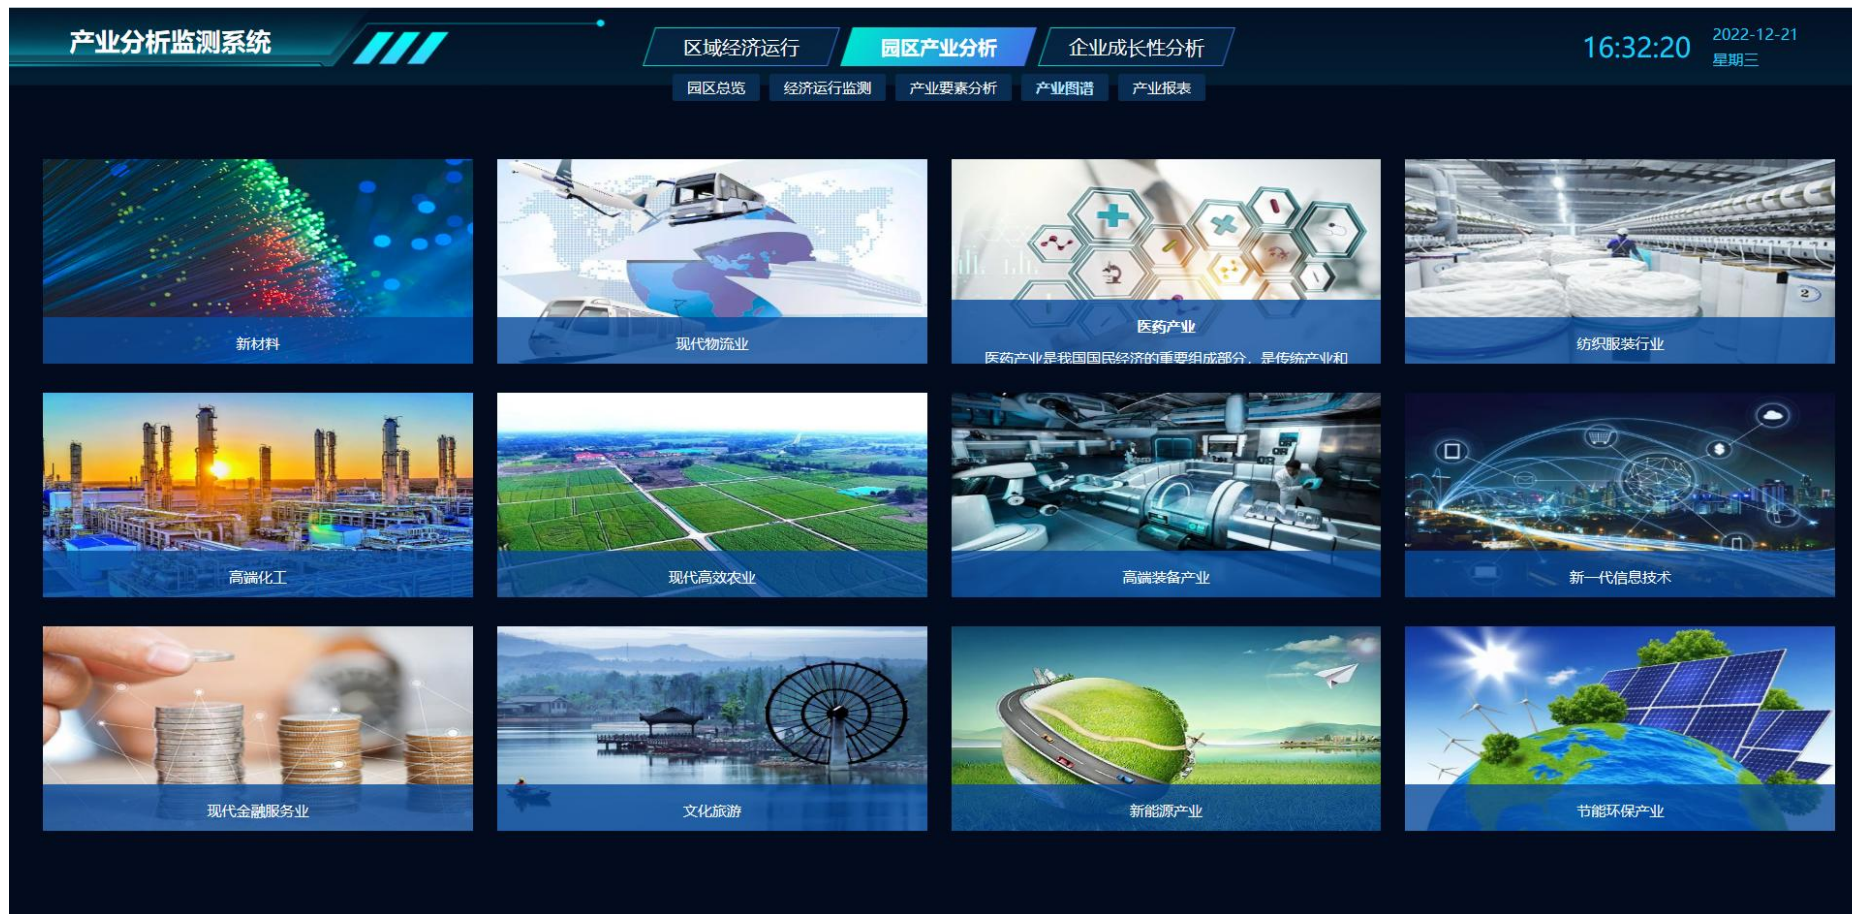 产业分析监测系统
区域经济运行 园区产业分析 企业成长性分析
16:32:20
2022-12-21
星期三
园区总览 经济运行监测 产业要素分析 产业图谱 产业报表
新材料
现代物流业
医药产业
医药产业是我国国民经济的重要组成部分，是传统产业和
纺织服装行业
2
高端化工
现代高效农业
高端装备产业
新一代信息技术
现代金融服务业
文化旅游
新能源产业
节能环保产业